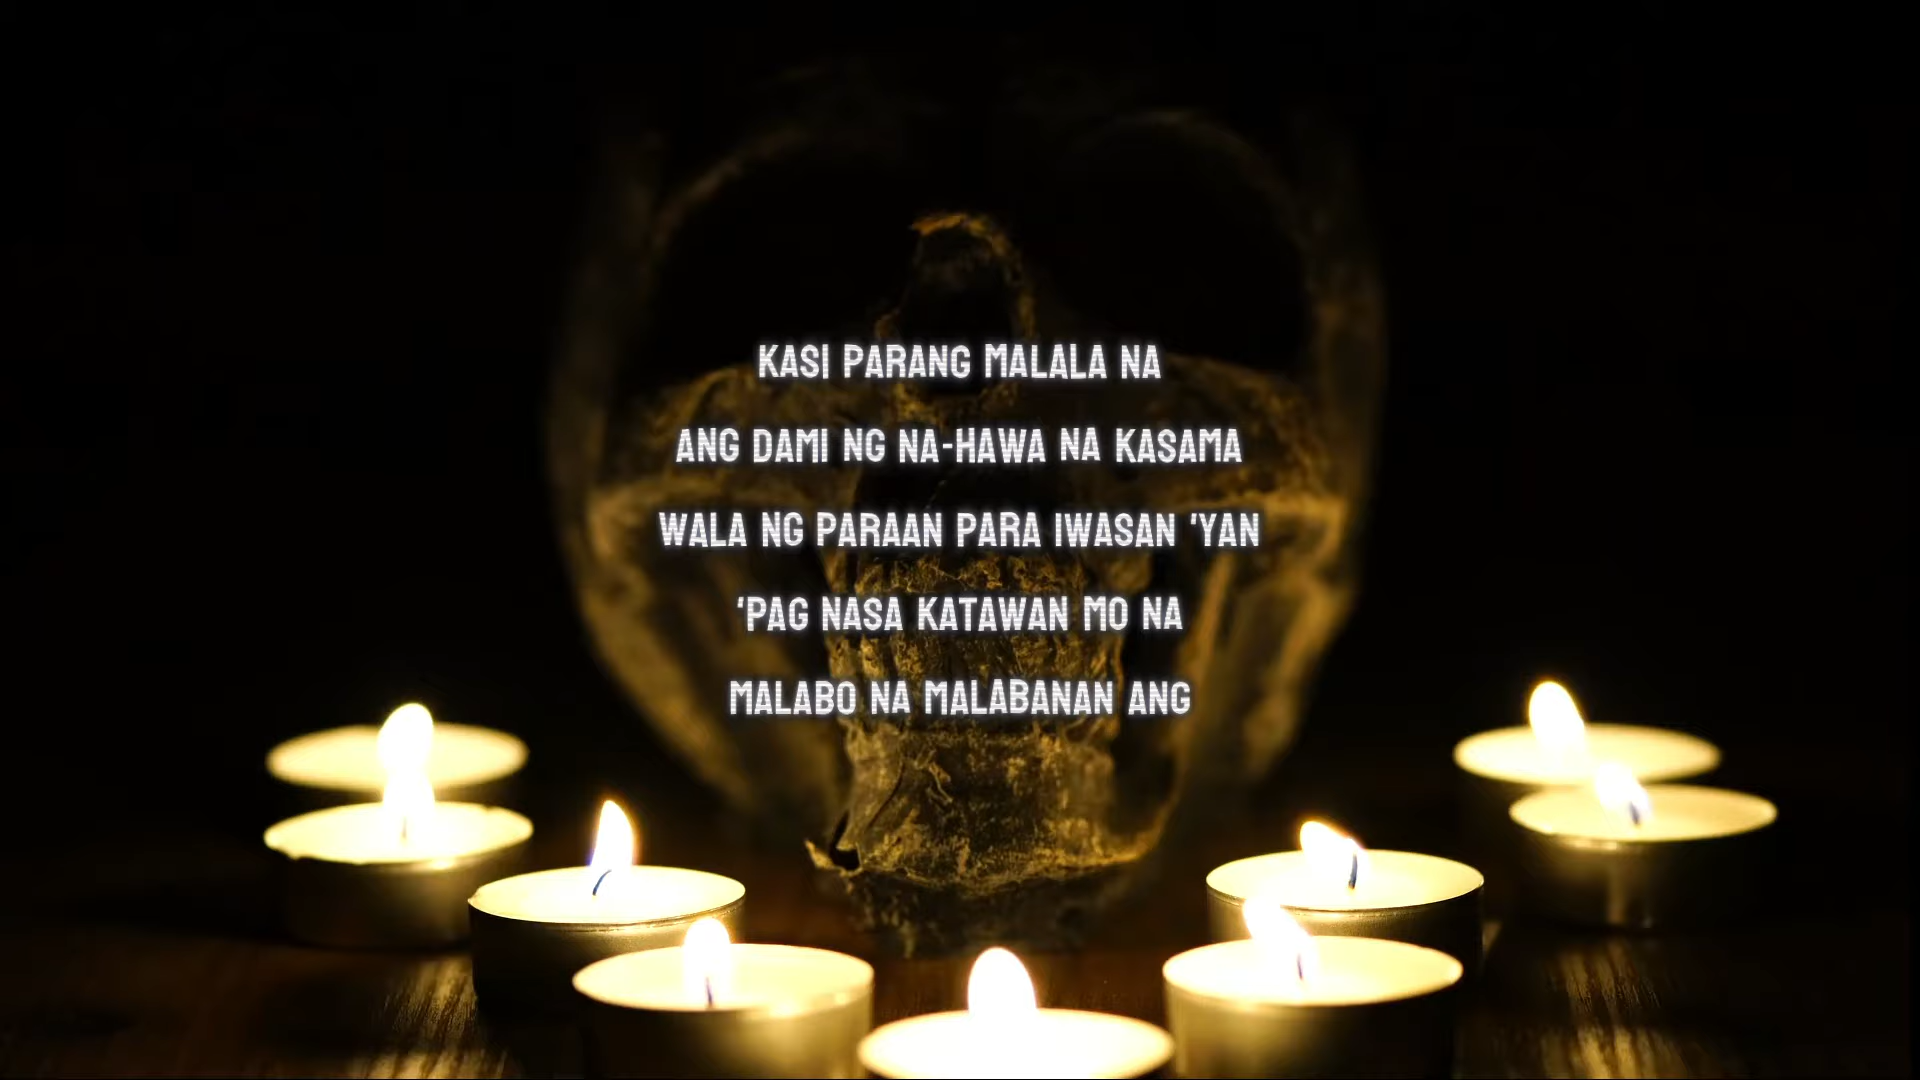 KASI PARANG MALALA NA
ANG DAMI NG NA-HAWA NA KASAMA
WALA NG PARAAN PARA IWASAN 'YAN
'PAG NASA KATAWAN MO NA
MALABO NA MALABANAN ANG